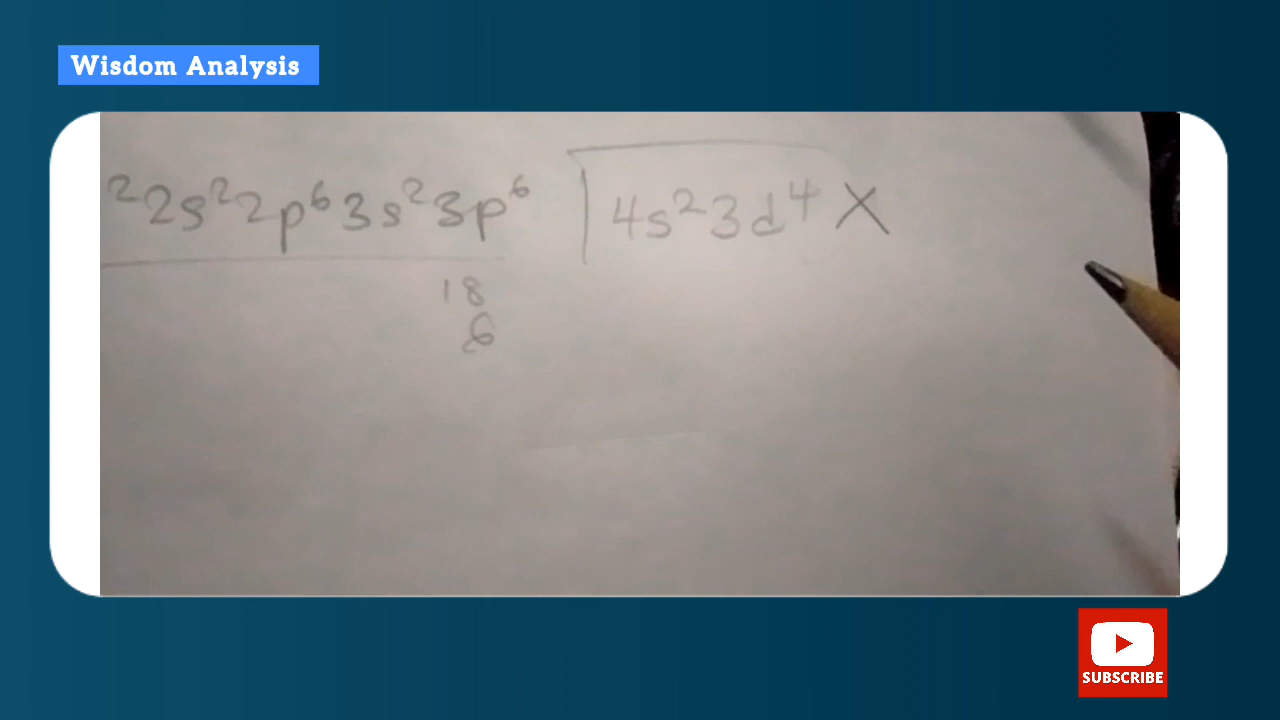 Wisdom Analysis
²2s²2p⁶3s²3p⁶ 4s²3d⁴ X
18
6
SUBSCRIBE